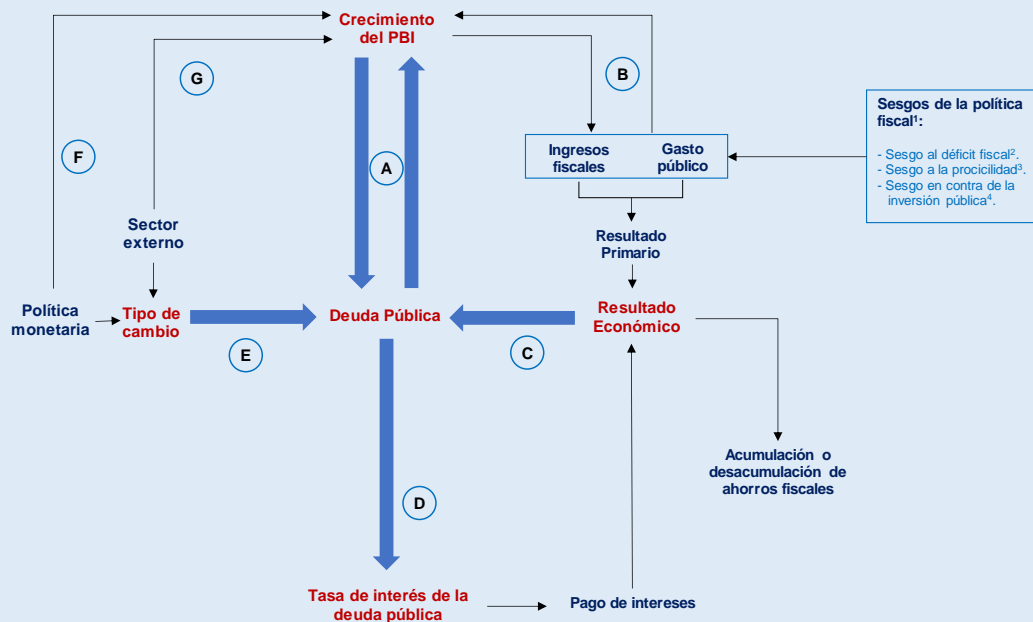 Crecimiento
del PBI
G
B
Sesgos de la política
fiscal¹:
- Sesgo al déficit fiscal².
- Sesgo a la procicilidad³.
- Sesgo en contra de la
inversión pública⁴.
F
Ingresos
fiscales
Gasto
público
A
Sector
externo
Resultado
Primario
Política
monetaria
Tipo de
cambio
Deuda Pública
Resultado
Económico
E
C
Acumulación o
desacumulación de
ahorros fiscales
D
Tasa de interés de la
deuda pública
Pago de intereses